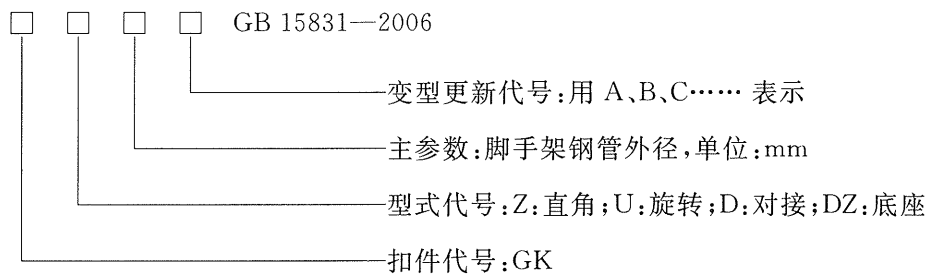 □ □ □ □ GB 15831—2006
变型更新代号:用 A、B、C…… 表示
主参数:脚手架钢管外径,单位:mm
型式代号:Z:直角;U:旋转;D:对接;DZ:底座
扣件代号:GK